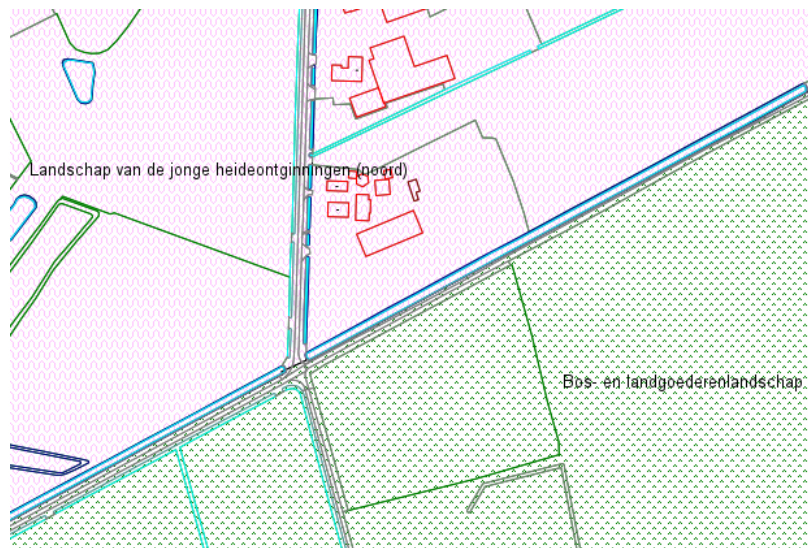 Landschap van de jonge heideontginningen (noord)
Bos- en landgoederenlandschap